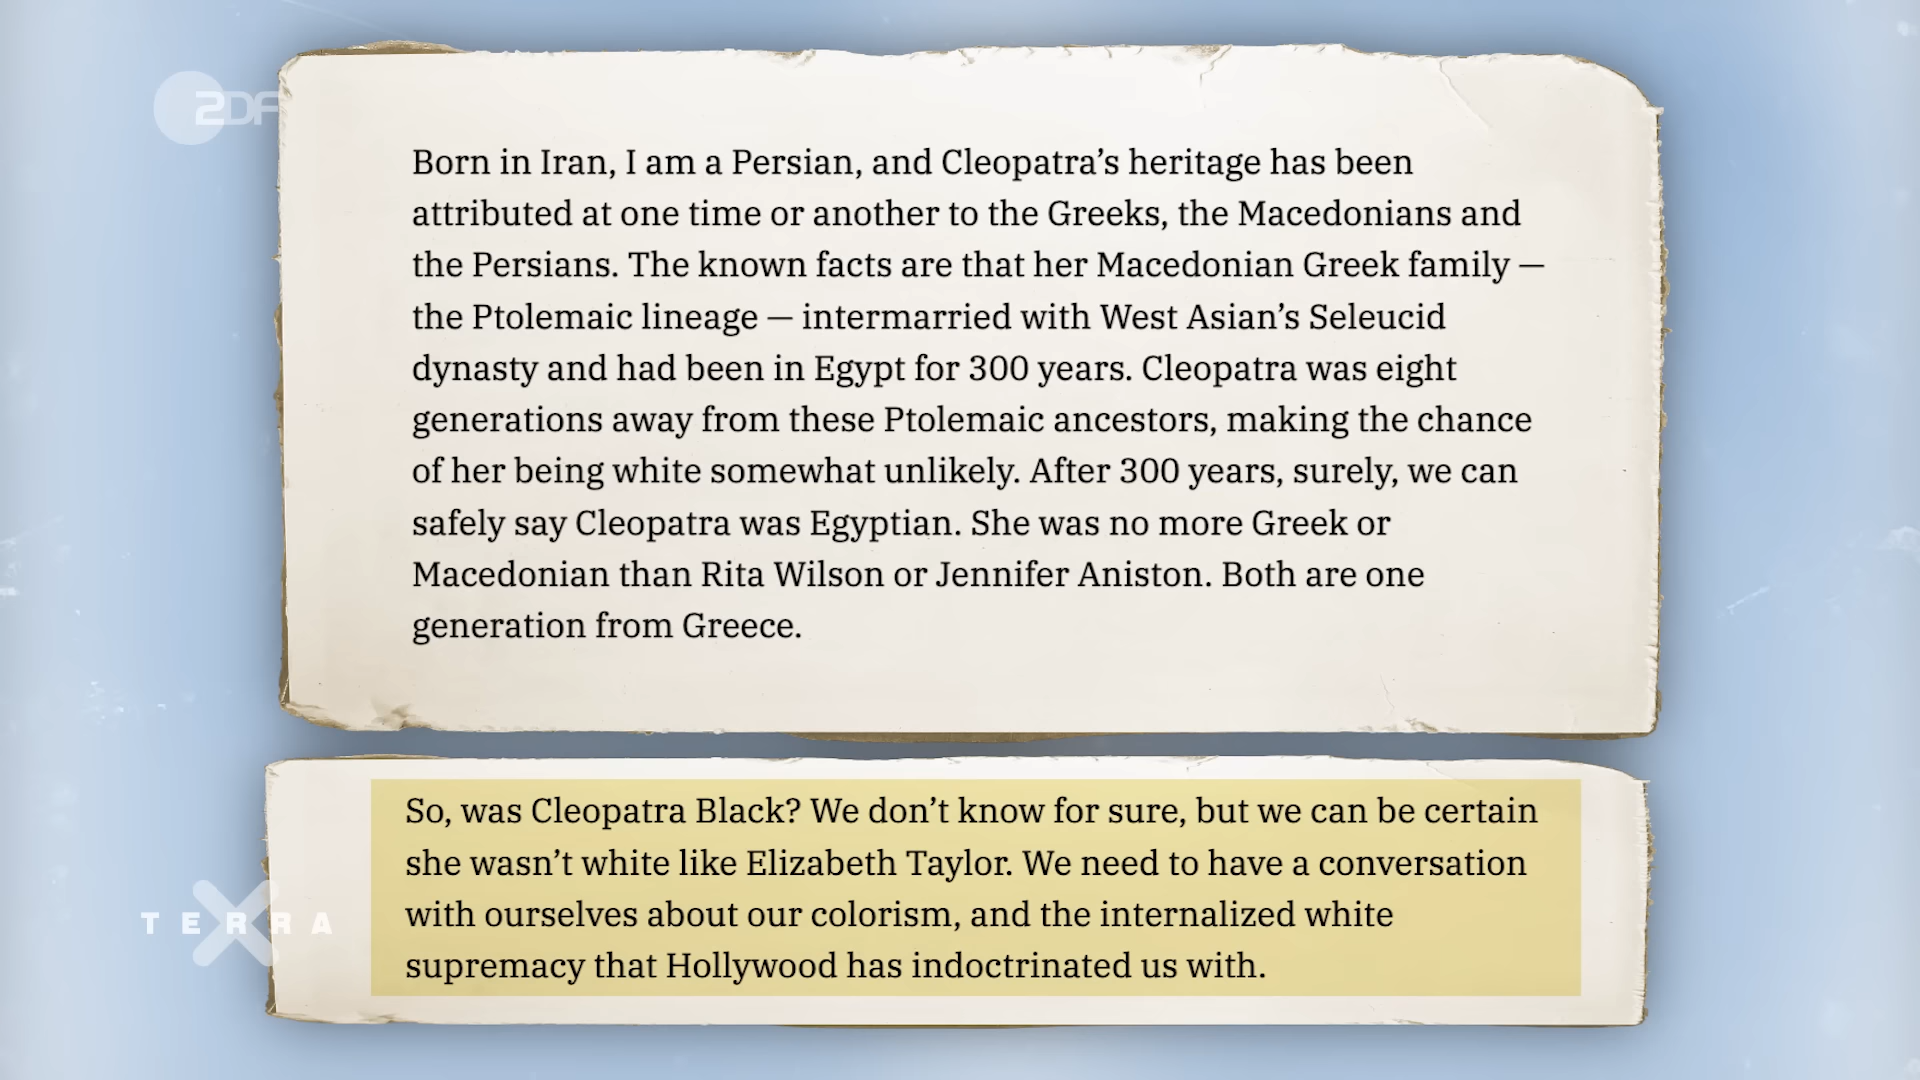 ZDF
Born in Iran, I am a Persian, and Cleopatra’s heritage has been
attributed at one time or another to the Greeks, the Macedonians and
the Persians. The known facts are that her Macedonian Greek family —
the Ptolemaic lineage — intermarried with West Asian’s Seleucid
dynasty and had been in Egypt for 300 years. Cleopatra was eight
generations away from these Ptolemaic ancestors, making the chance
of her being white somewhat unlikely. After 300 years, surely, we can
safely say Cleopatra was Egyptian. She was no more Greek or
Macedonian than Rita Wilson or Jennifer Aniston. Both are one
generation from Greece.
So, was Cleopatra Black? We don’t know for sure, but we can be certain
she wasn’t white like Elizabeth Taylor. We need to have a conversation
with ourselves about our colorism, and the internalized white
supremacy that Hollywood has indoctrinated us with.
TERRA X